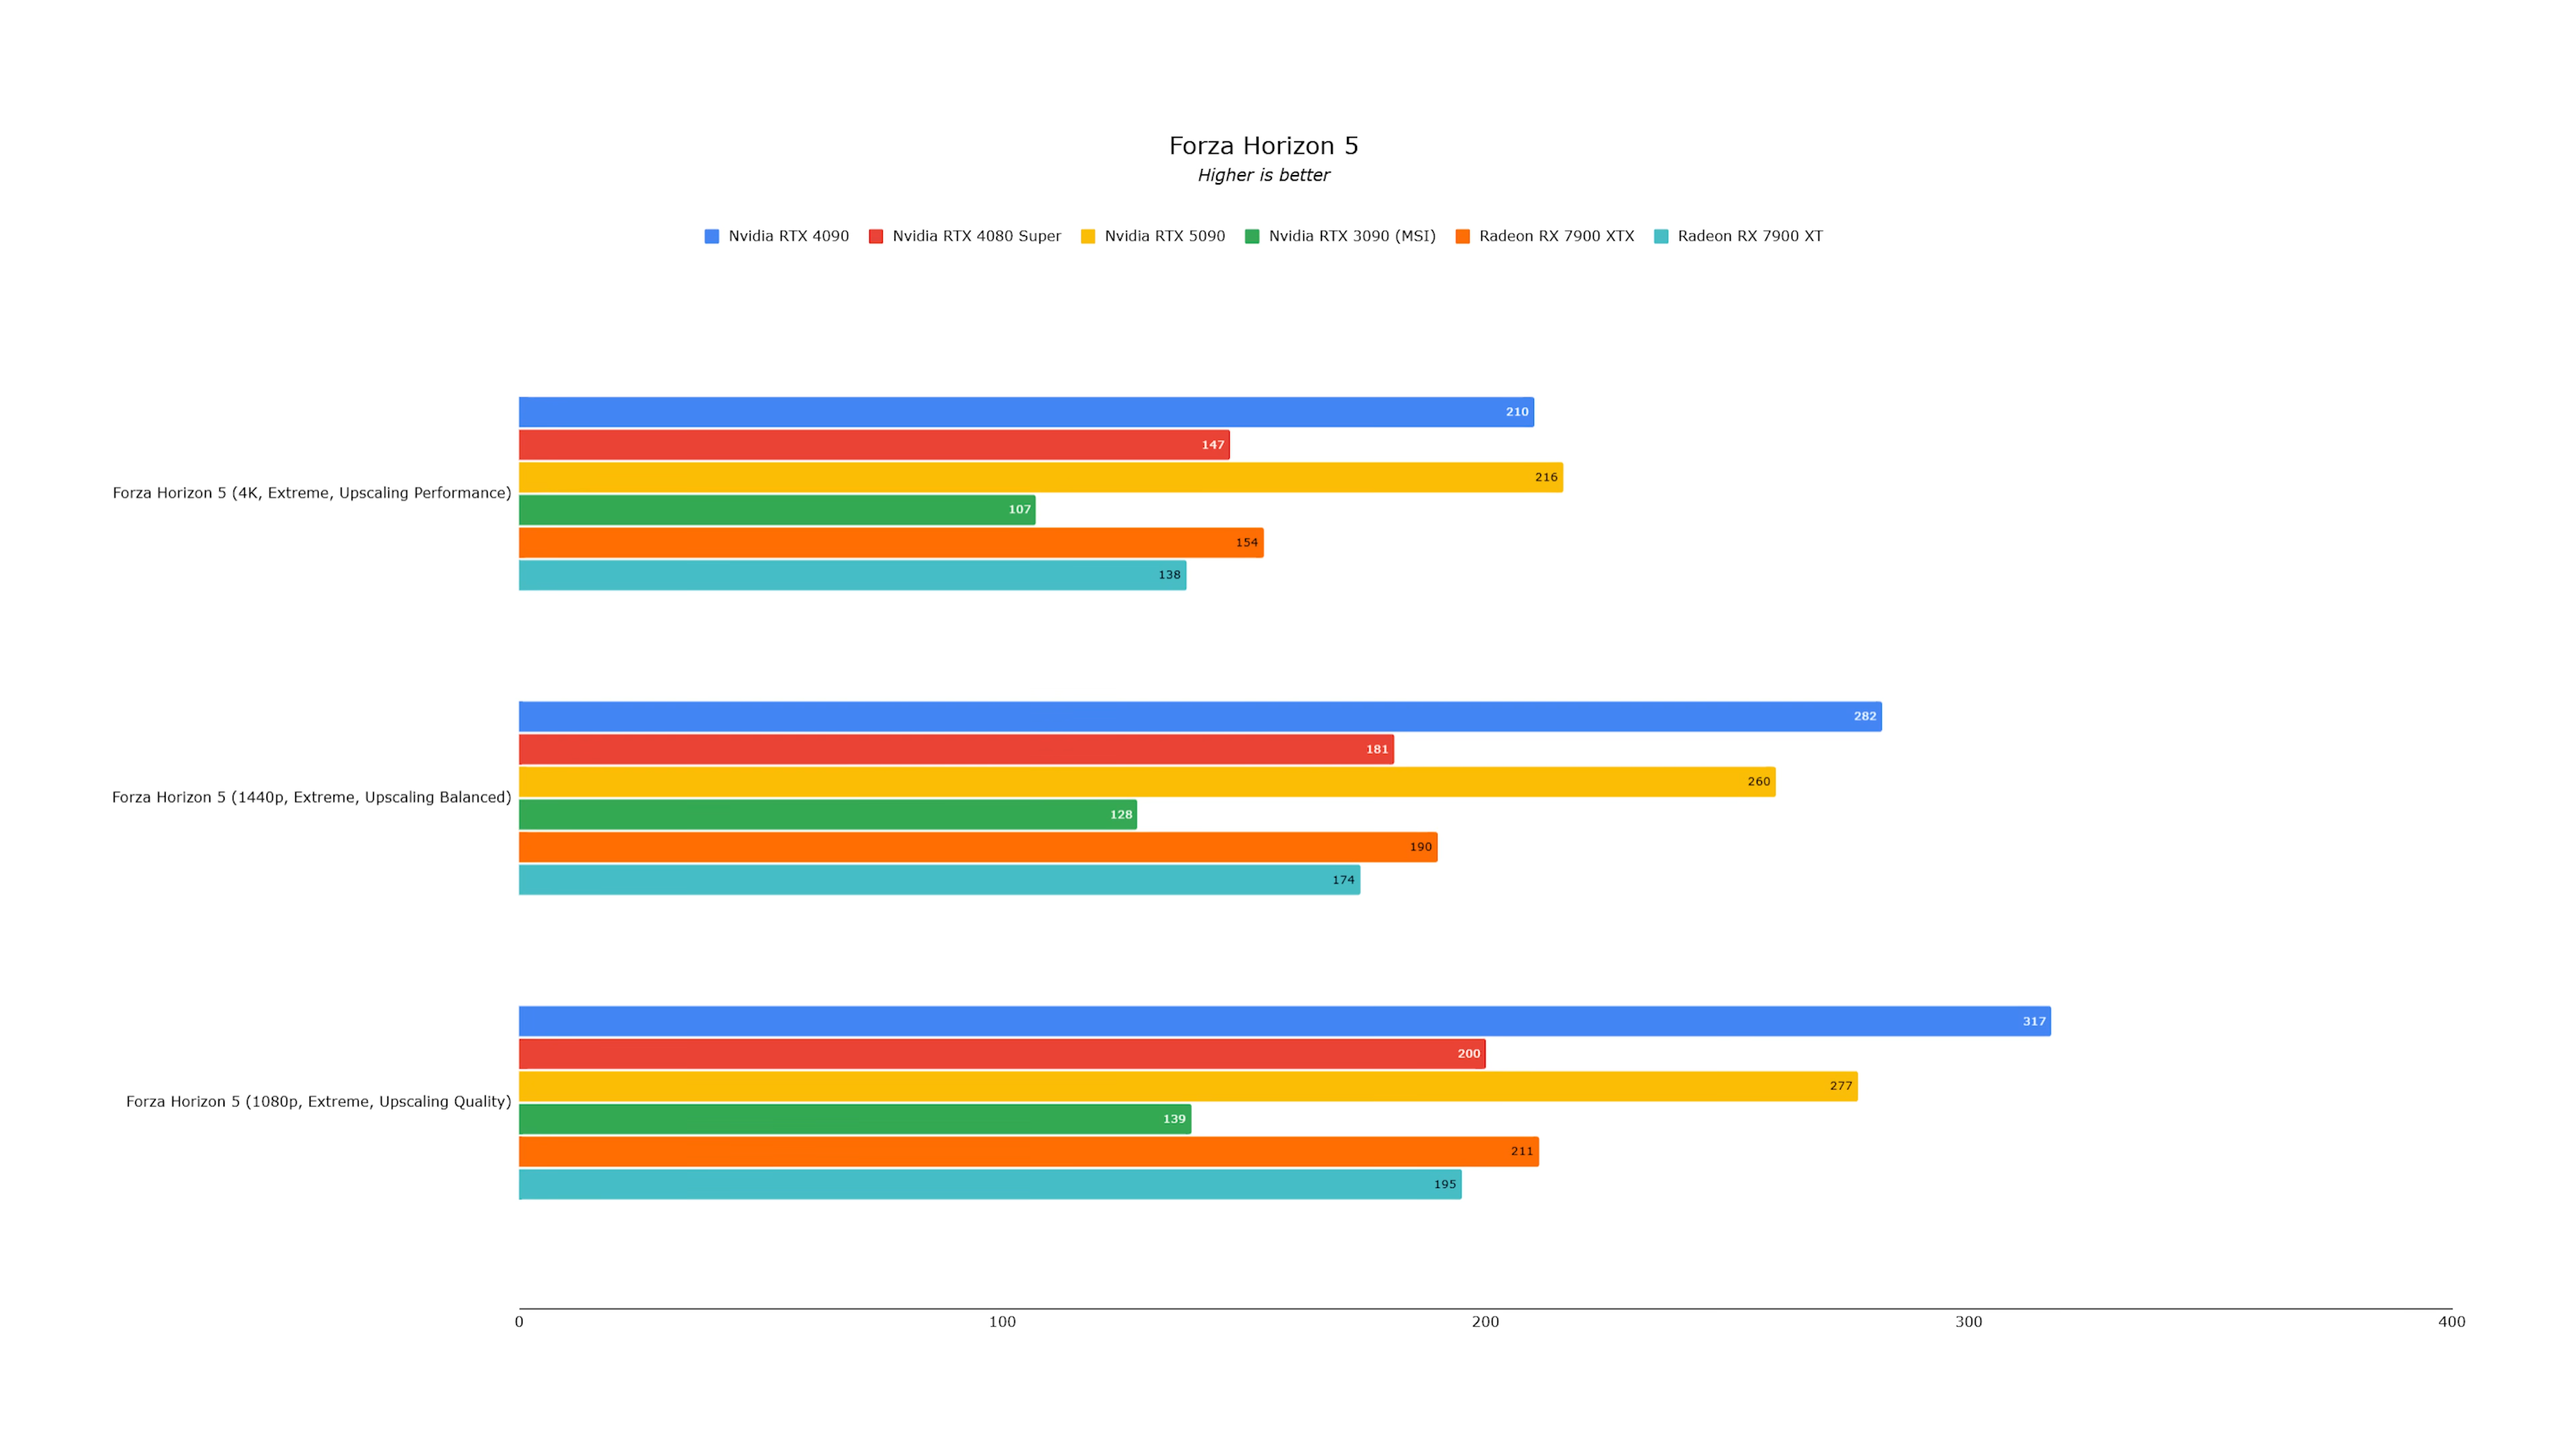 Forza Horizon 5
Higher is better
Nvidia RTX 4090 Nvidia RTX 4080 Super Nvidia RTX 5090 Nvidia RTX 3090 (MSI) Radeon RX 7900 XTX Radeon RX 7900 XT
210
147
216
Forza Horizon 5 (4K, Extreme, Upscaling Performance)
107
154
138
282
181
260
Forza Horizon 5 (1440p, Extreme, Upscaling Balanced)
128
190
174
317
200
277
Forza Horizon 5 (1080p, Extreme, Upscaling Quality)
139
211
195
0 100 200 300 400